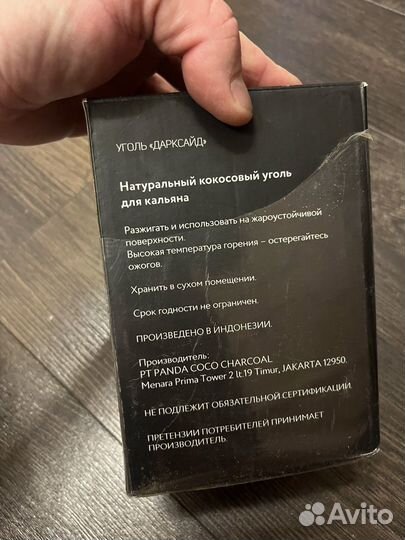 УГОЛЬ «ДАРКСАЙД»
Натуральный кокосовый уголь
для кальяна
Разжигать и использовать на жароустойчивой
поверхности.
Высокая температура горения – остерегайтесь
ожогов.
Хранить в сухом помещении.
Срок годности не ограничен.
ПРОИЗВЕДЕНО В ИНДОНЕЗИИ.
Производитель:
PT PANDA COCO CHARCOAL
Menara Prima Tower 2 lt.19 Timur, JAKARTA 12950.
НЕ ПОДЛЕЖИТ ОБЯЗАТЕЛЬНОЙ СЕРТИФИКАЦИИ.
ПРЕТЕНЗИИ ПОТРЕБИТЕЛЕЙ ПРИНИМАЕТ
ПРОИЗВОДИТЕЛЬ.
Avito